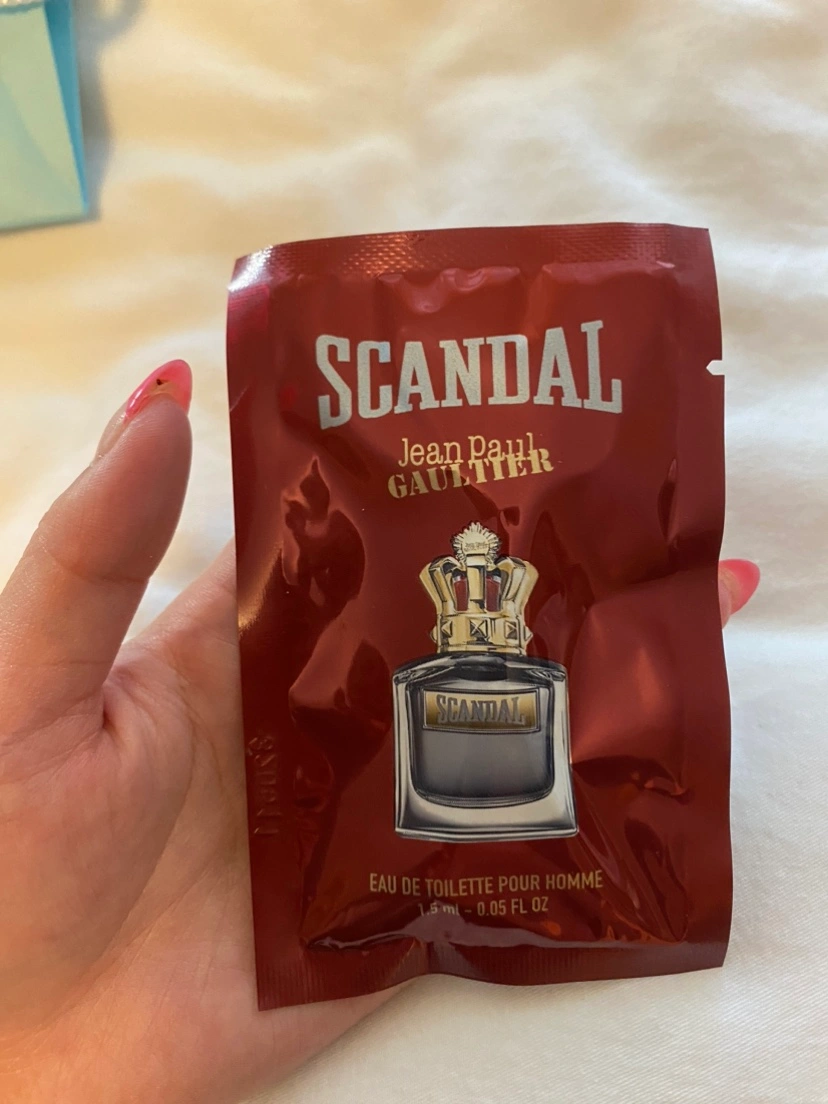 SCANDAL
Jean Paul
GAULTIER
SCANDAL
EAU DE TOILETTE POUR HOMME
1.5 ml - 0.05 FL OZ